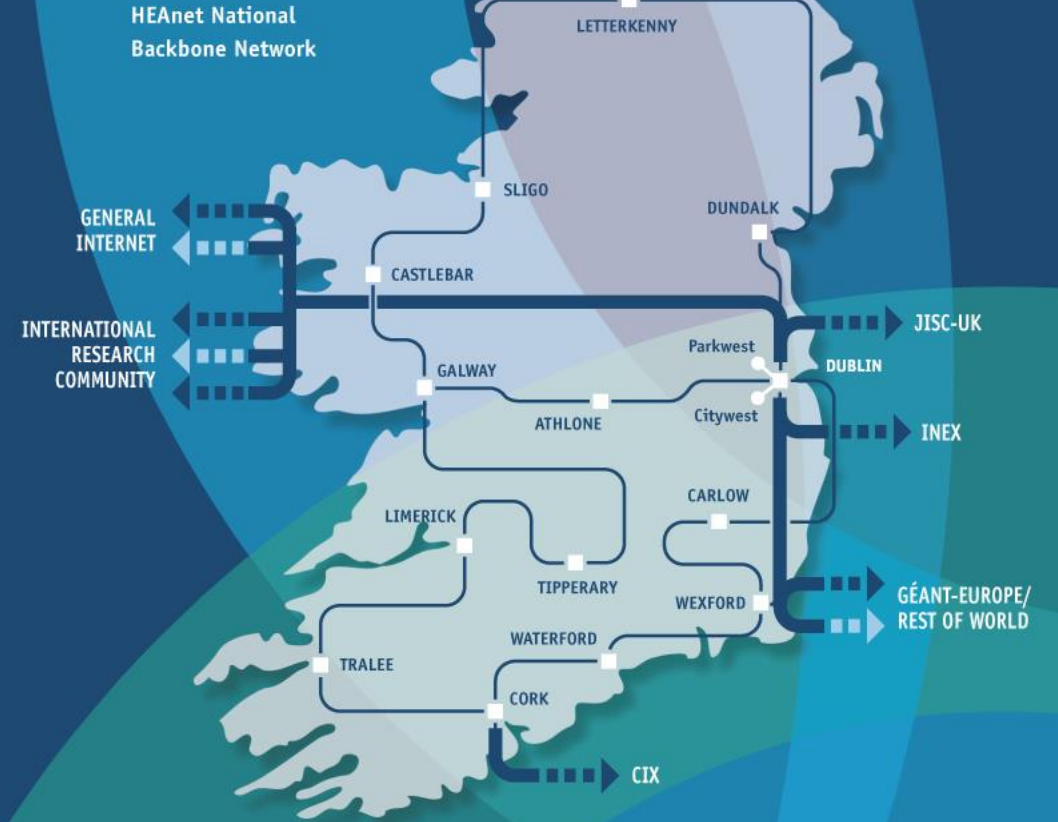 HEAnet National
Backbone Network
LETTERKENNY
SLIGO
DUNDALK
GENERAL
INTERNET
CASTLEBAR
INTERNATIONAL
RESEARCH
COMMUNITY
JISC-UK
Parkwest
DUBLIN
GALWAY
Citywest
ATHLONE
INEX
CARLOW
LIMERICK
TIPPERARY
WEXFORD
GÉANT-EUROPE/
REST OF WORLD
WATERFORD
TRALEE
CORK
CIX